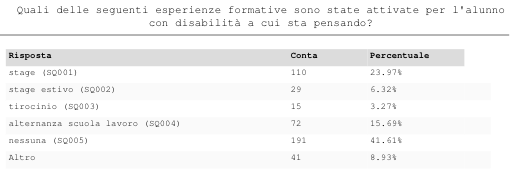 Quali delle seguenti esperienze formative sono state attivate per l'alunno
con disabilità a cui sta pensando?
Risposta Conta Percentuale
stage (SQ001) 110 23.97%
stage estivo (SQ002) 29 6.32%
tirocinio (SQ003) 15 3.27%
alternanza scuola lavoro (SQ004) 72 15.69%
nessuna (SQ005) 191 41.61%
Altro 41 8.93%